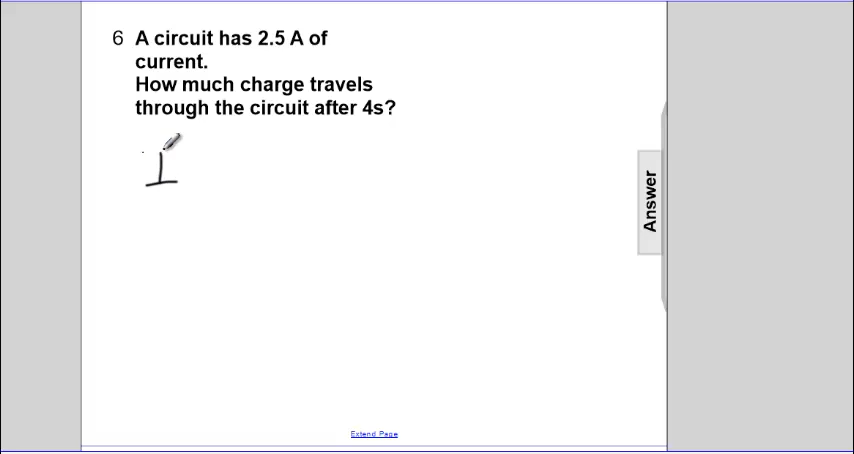 6 A circuit has 2.5 A of
current.
How much charge travels
through the circuit after 4s?
I
Answer
Extend Page